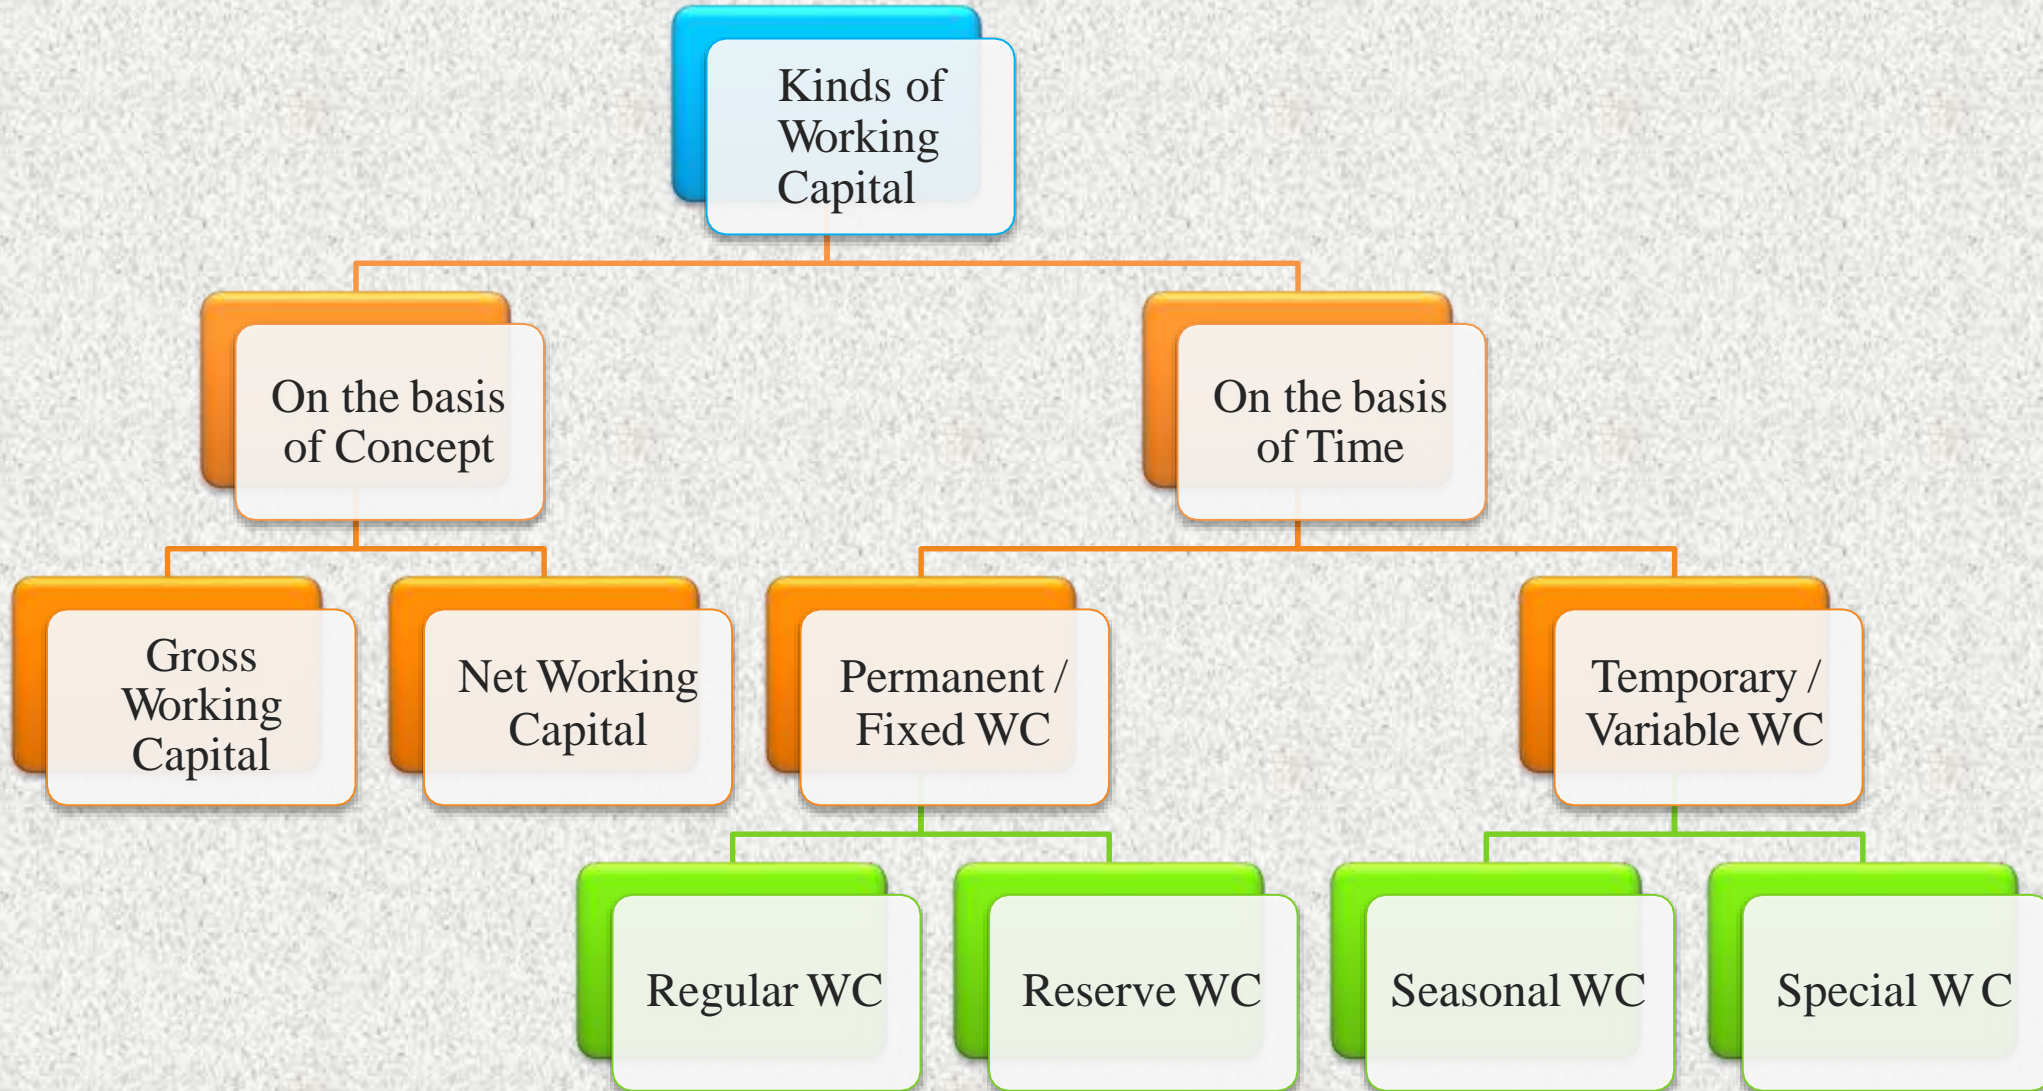 Kinds of
Working
Capital
On the basis
of Concept
On the basis
of Time
Gross
Working
Capital
Net Working
Capital
Permanent /
Fixed WC
Temporary /
Variable WC
Regular WC
Reserve WC
Seasonal WC
Special W C